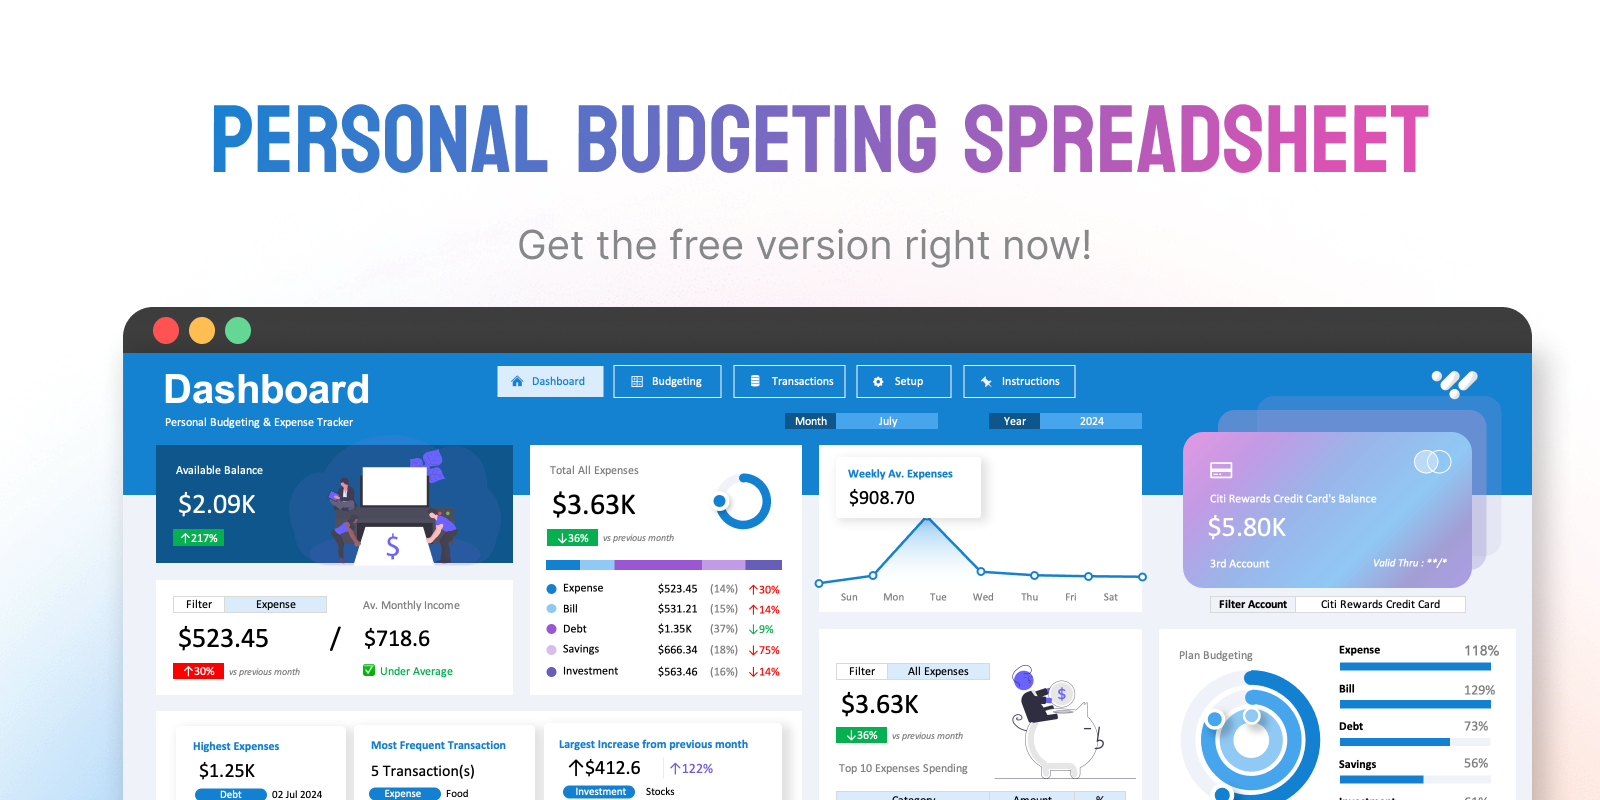 PERSONAL BUDGETING SPREADSHEET
Get the free version right now!
Dashboard
Personal Budgeting & Expense Tracker
Dashboard
Budgeting
Transactions
Setup
Instructions
Month July
Year 2024
Available Balance
$2.09K
↑217%
$
Filter Expense
$523.45
↑30% vs previous month
/
Av. Monthly Income
$718.6
✅ Under Average
Total All Expenses
$3.63K
↓36% vs previous month
Expense $523.45 (14%) ↑30%
Bill $531.21 (15%) ↑14%
Debt $1.35K (37%) ↓9%
Savings $666.34 (18%) ↓75%
Investment $563.46 (16%) ↓14%
Weekly Av. Expenses
$908.70
Sun Mon Tue Wed Thu Fri Sat
Citi Rewards Credit Card's Balance
$5.80K
3rd Account
Valid Thru : **/*
Filter Account Citi Rewards Credit Card
Highest Expenses
$1.25K
Debt 02 Jul 2024
Most Frequent Transaction
5 Transaction(s)
Expense Food
Largest Increase from previous month
↑$412.6 ↑122%
Investment Stocks
Filter All Expenses
$3.63K
↓36% vs previous month
$
Top 10 Expenses Spending
Category Amount %
Plan Budgeting
Expense 118%
Bill 129%
Debt 73%
Savings 56%